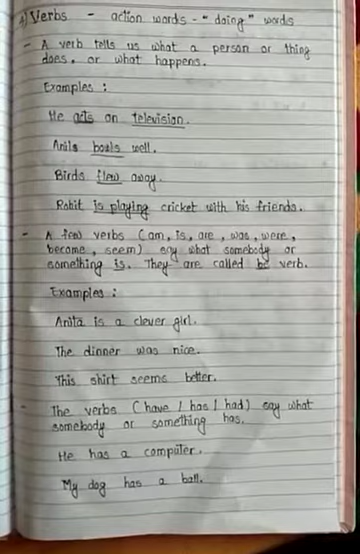 4) Verbs - action words - "doing" words
- A verb tells us what a person or thing
does, or what happens.
Examples :
He acts on television.
Anila bowls well.
Birds flew away.
Rohit is playing cricket with his friends.
- A few verbs (am, is, are, was, were,
become, seem) say what somebody or
something is. They are called be verb.
Examples :
Anita is a clever girl.
The dinner was nice.
This shirt seems better.
- The verbs (have / has / had) say what
somebody or something has.
He has a computer.
My dog has a ball.